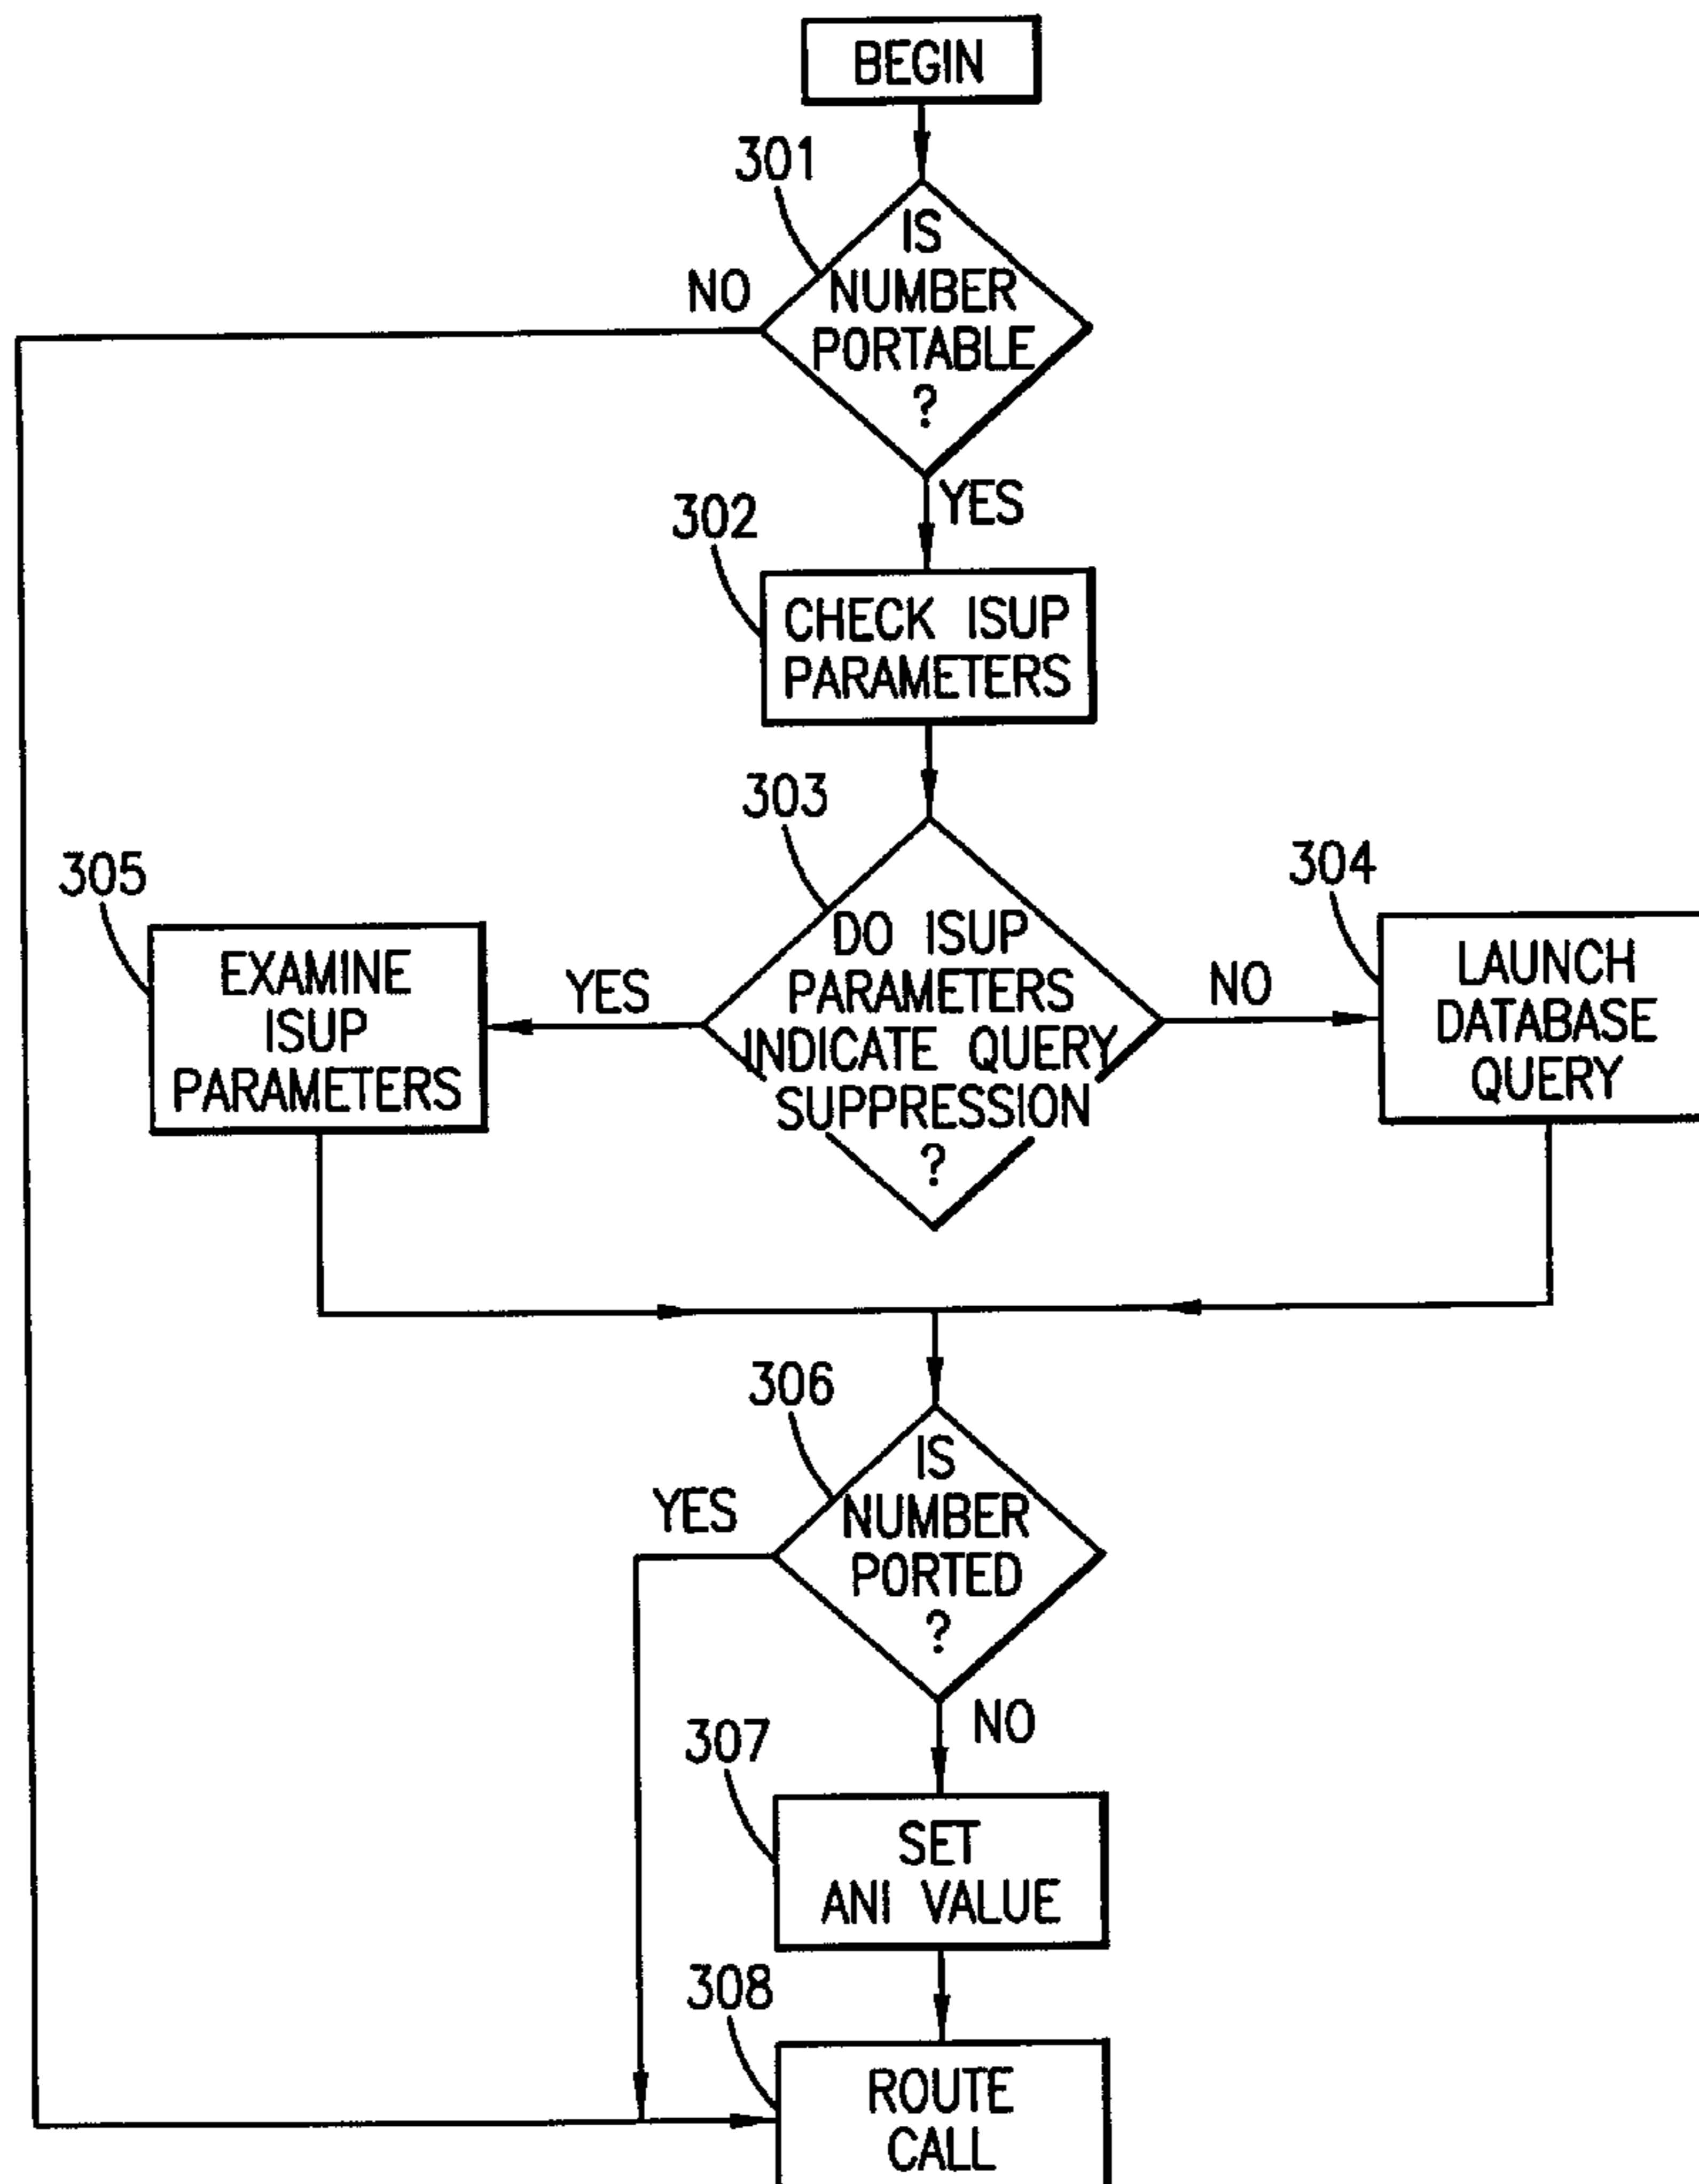 BEGIN
301
IS
NUMBER
PORTABLE
?
NO
YES
302
CHECK ISUP
PARAMETERS
303
DO ISUP
PARAMETERS
INDICATE QUERY
SUPPRESSION
?
YES
NO
305
EXAMINE
ISUP
PARAMETERS
304
LAUNCH
DATABASE
QUERY
306
IS
NUMBER
PORTED
?
YES
NO
307
SET
ANI VALUE
308
ROUTE
CALL